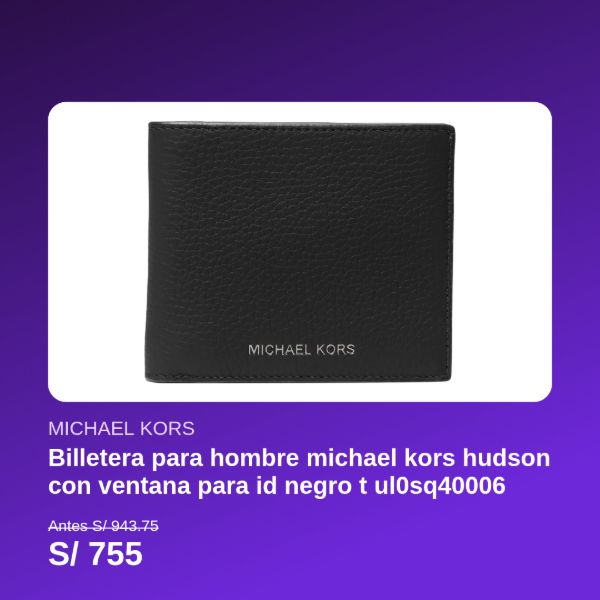 MICHAEL KORS
MICHAEL KORS
Billetera para hombre michael kors hudson
con ventana para id negro t ul0sq40006
Antes S/ 943.75
S/ 755